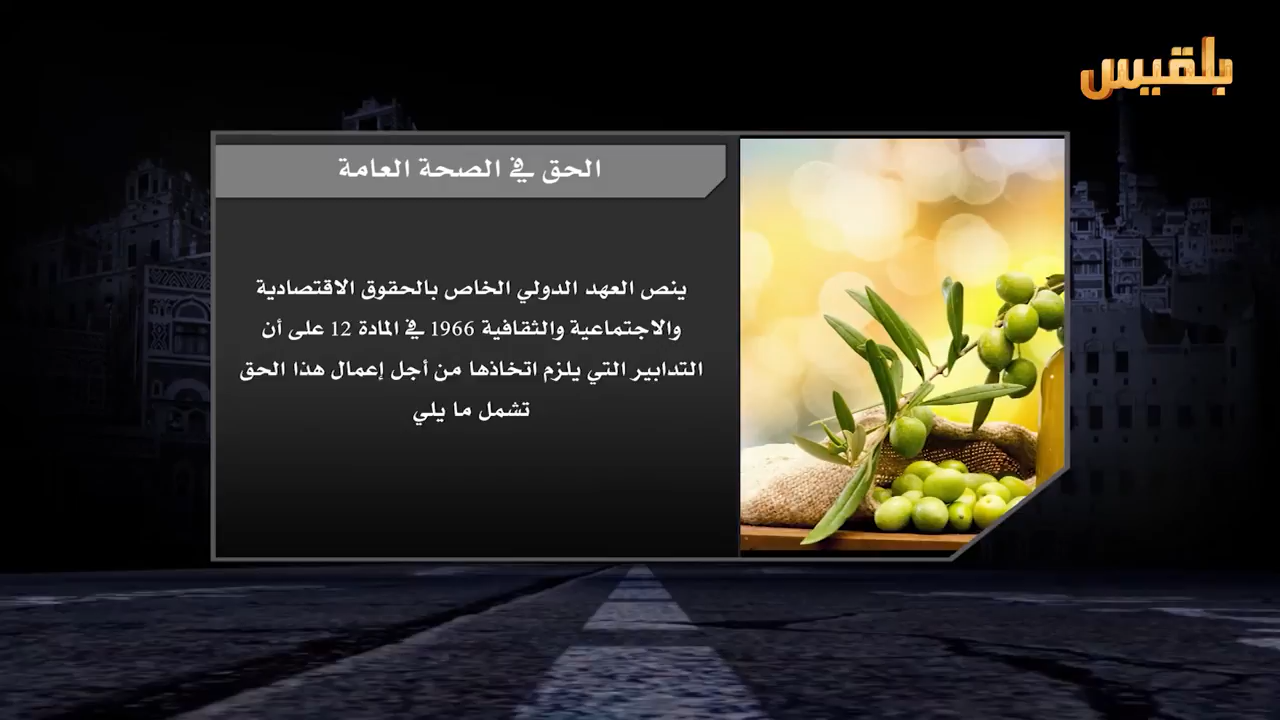 بلقيس
الحق في الصحة العامة
ينص العهد الدولي الخاص بالحقوق الاقتصادية
والاجتماعية والثقافية 1966 في المادة 12 على أن
التدابير التي يلزم اتخاذها من أجل إعمال هذا الحق
تشمل ما يلي